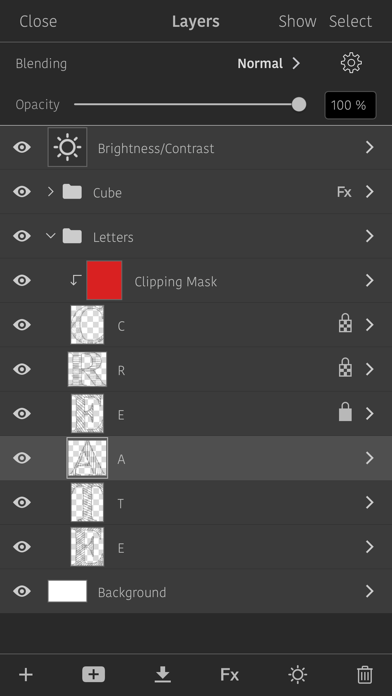 Close Layers Show Select
Blending Normal
Opacity 100 %
Brightness/Contrast
Cube Fx
Letters
Clipping Mask
C
R
E
A
T
E
Background
Fx